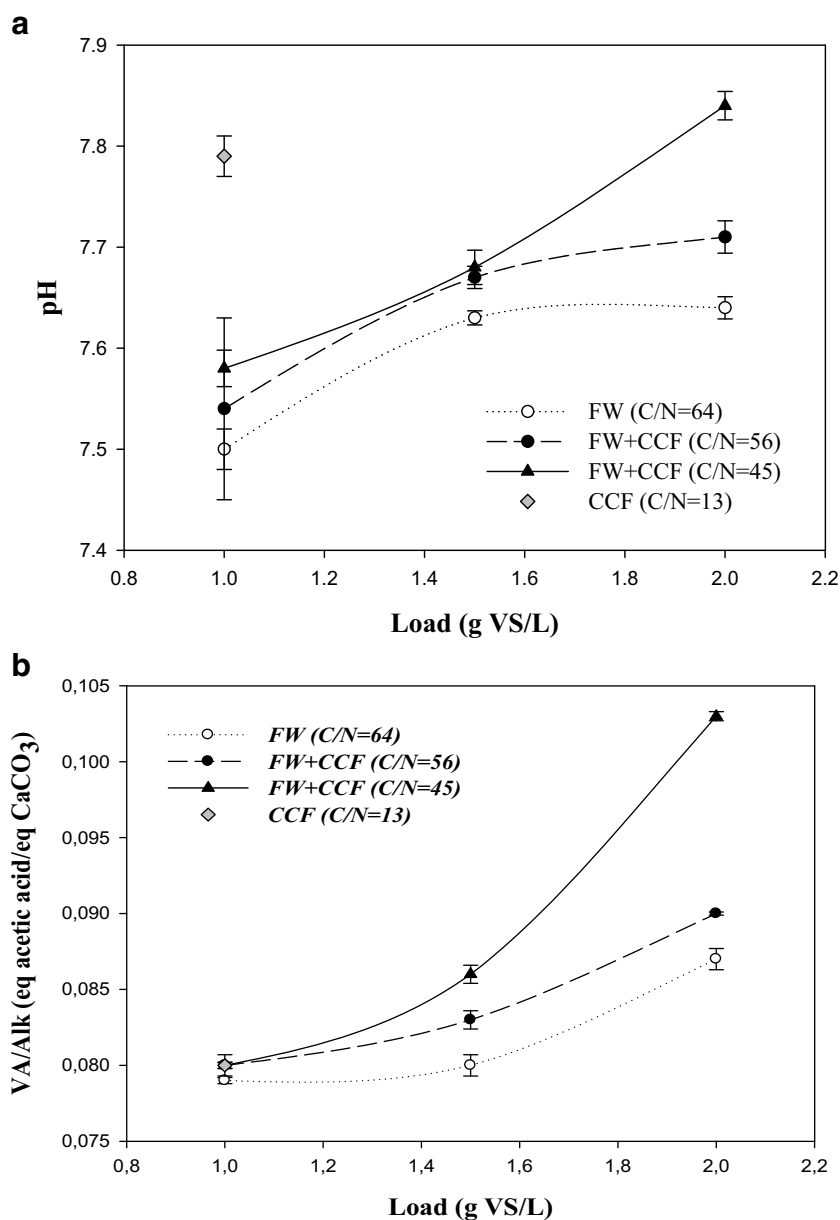 a
7.9
7.8
7.7
7.6
7.5
7.4
pH
FW (C/N=64)
FW+CCF (C/N=56)
FW+CCF (C/N=45)
CCF (C/N=13)
0.8 1.0 1.2 1.4 1.6 1.8 2.0 2.2
Load (g VS/L)
b
0,105
0,100
0,095
0,090
0,085
0,080
0,075
VA/Alk (eq acetic acid/eq CaCO3)
FW (C/N=64)
FW+CCF (C/N=56)
FW+CCF (C/N=45)
CCF (C/N=13)
0,8 1,0 1,2 1,4 1,6 1,8 2,0 2,2
Load (g VS/L)